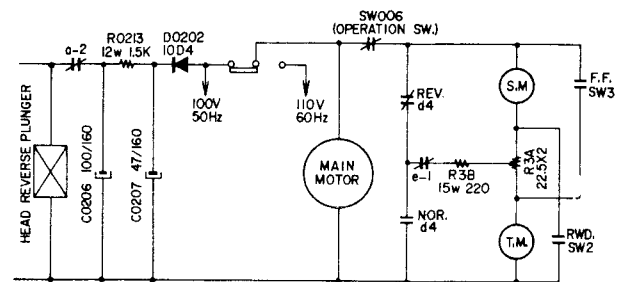 SW006
(OPERATION SW.)
R0213
12W 1.5K
D0202
10D4
a-2
100V
50Hz
110V
60Hz
HEAD REVERSE PLUNGER
C0206 100/160
C0207 47/160
MAIN
MOTOR
REV.
d4
e-1
R3B
15W 220
NOR.
d4
S.M
R3A
22.5X2
T.M.
F.F.
SW3
RWD.
SW2